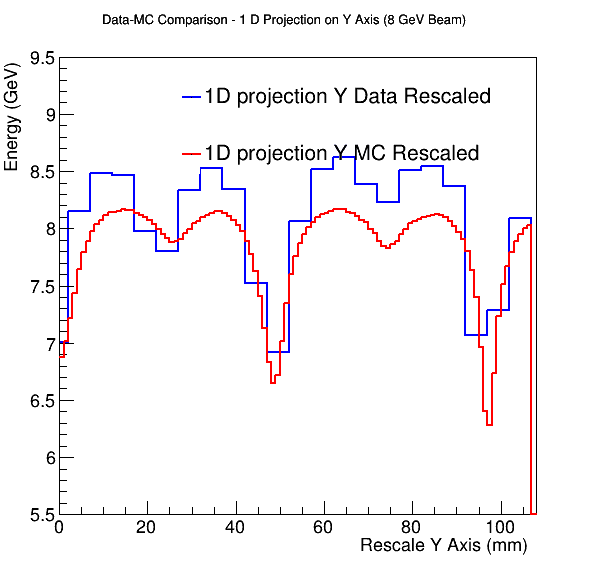 Data-MC Comparison - 1 D Projection on Y Axis (8 GeV Beam)
Energy (GeV)
9.5
9
8.5
8
7.5
7
6.5
6
5.5
1D projection Y Data Rescaled
1D projection Y MC Rescaled
0 20 40 60 80 100
Rescale Y Axis (mm)